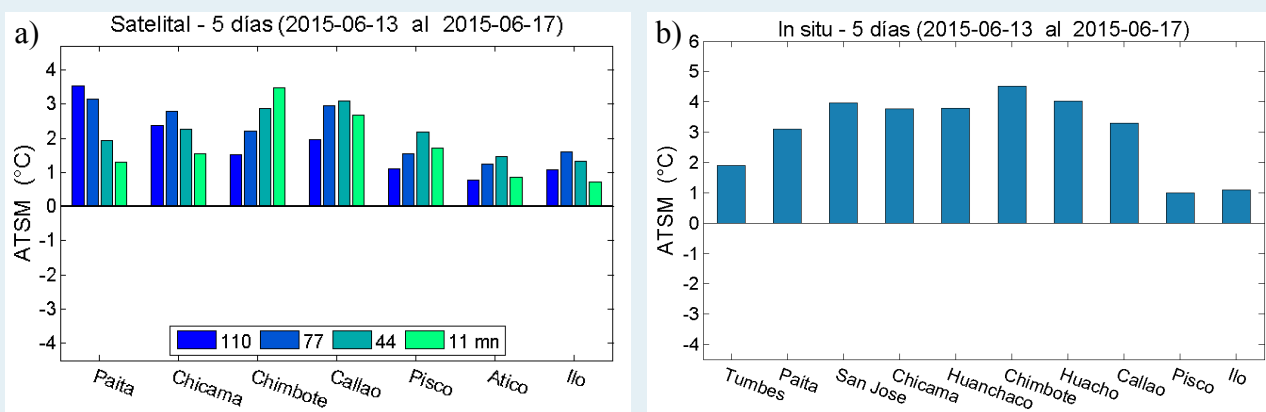 a)
Satelital - 5 días (2015-06-13 al 2015-06-17)
ATSM (°C)
4
3
2
1
0
-1
-2
-3
-4
110 77 44 11 mn
Paita Chicama Chimbote Callao Pisco Atico Ilo
b)
In situ - 5 días (2015-06-13 al 2015-06-17)
ATSM (°C)
6
5
4
3
2
1
0
-1
-2
-3
-4
Tumbes Paita San Jose Chicama Huanchaco Chimbote Huacho Callao Pisco Ilo